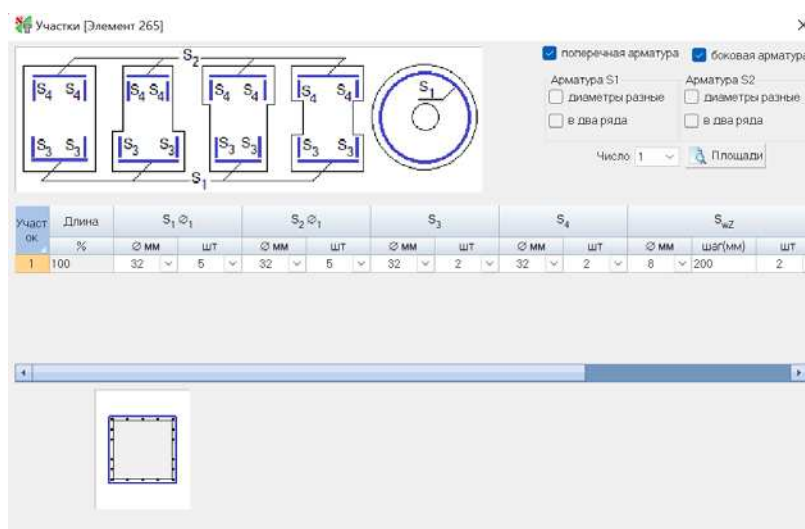 Участки [Элемент 265]
S2
S4 S4 S4 S4 S4 S4 S4 S4 S1
S3 S3 S3 S3 S3 S3 S3 S3
S1
поперечная арматура боковая арматура
Арматура S1 Арматура S2
диаметры разные диаметры разные
в два ряда в два ряда
Число 1 Площади
Участок Длина S1 ∅1 S2 ∅1 S3 S4 SwZ
% ∅ мм шт ∅ мм шт ∅ мм шт ∅ мм шт ∅ мм шаг(мм) шт
1 100 32 5 32 5 32 2 32 2 8 200 2